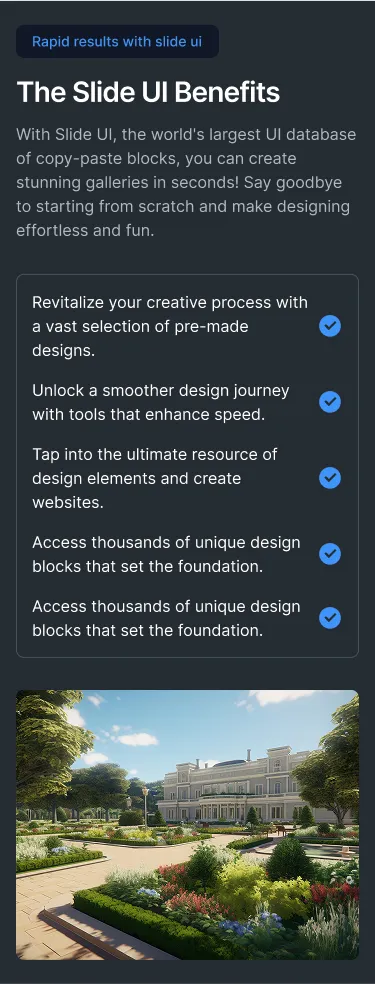 Rapid results with slide ui
The Slide UI Benefits
With Slide UI, the world's largest UI database
of copy-paste blocks, you can create
stunning galleries in seconds! Say goodbye
to starting from scratch and make designing
effortless and fun.
Revitalize your creative process with
a vast selection of pre-made
designs.
Unlock a smoother design journey
with tools that enhance speed.
Tap into the ultimate resource of
design elements and create
websites.
Access thousands of unique design
blocks that set the foundation.
Access thousands of unique design
blocks that set the foundation.